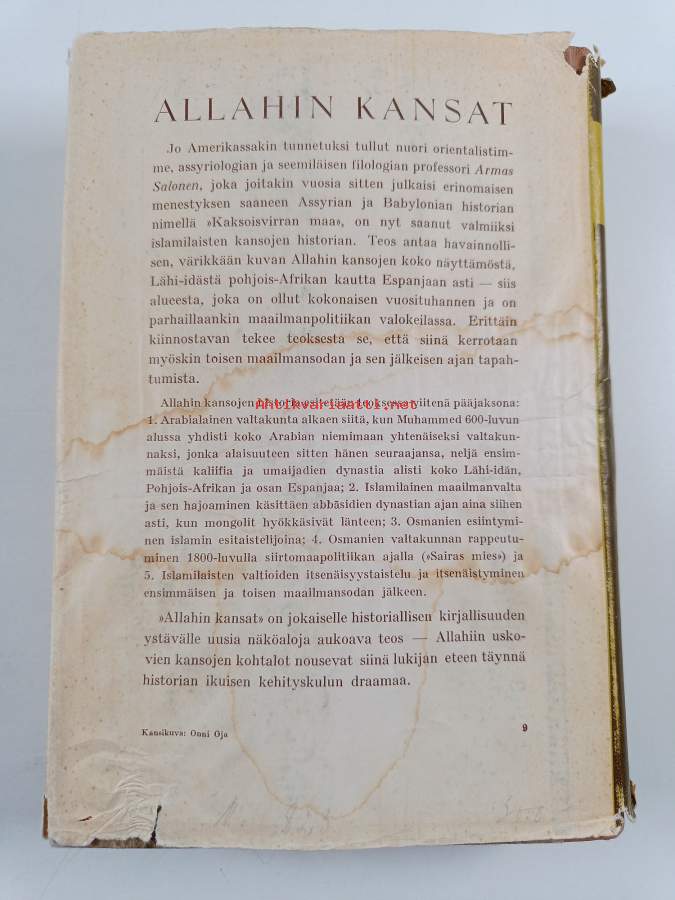 ALLAHIN KANSAT
Jo Amerikassakin tunnetuksi tullut nuori orientalistim-
me, assyriologian ja seemiläisen filologian professori Armas
Salonen, joka joitakin vuosia sitten julkaisi erinomaisen
menestyksen saaneen Assyrian ja Babylonian historian
nimellä »Kaksoisvirran maa», on nyt saanut valmiiksi
islamilaisten kansojen historian. Teos antaa havainnolli-
sen, värikkään kuvan Allahin kansojen koko näyttämöstä,
Lähi-idästä pohjois-Afrikan kautta Espanjaan asti — siis
alueesta, joka on ollut kokonaisen vuosituhannen ja on
parhaillaankin maailmanpolitiikan valokeilassa. Erittäin
kiinnostavan tekee teoksesta se, että siinä kerrotaan
myöskin toisen maailmansodan ja sen jälkeisen ajan tapah-
tumista.
Allahin kansojen historia esitetään teoksessa viitenä pääjaksona:
Antikvariaatti.net
1. Arabialainen valtakunta alkaen siitä, kun Muhammed 600-luvun
alussa yhdisti koko Arabian niemimaan yhtenäiseksi valtakun-
naksi, jonka alaisuuteen sitten hänen seuraajansa, neljä ensim-
mäistä kaliifia ja umaijadien dynastia alisti koko Lähi-idän,
Pohjois-Afrikan ja osan Espanjaa; 2. Islamilainen maailmanvalta
ja sen hajoaminen käsittäen abbāsidien dynastian ajan aina siihen
asti, kun mongolit hyökkäsivät länteen; 3. Osmanien esiintymi-
nen islamin esitaistelijoina; 4. Osmanien valtakunnan rappeutu-
minen 1800-luvulla siirtomaapolitiikan ajalla (»Sairas mies») ja
5. Islamilaisten valtioiden itsenäisyystaistelu ja itsenäistyminen
ensimmäisen ja toisen maailmansodan jälkeen.
»Allahin kansat» on jokaiselle historiallisen kirjallisuuden
ystävälle uusia näköaloja aukoava teos — Allahiin usko-
vien kansojen kohtalot nousevat siinä lukijan eteen täynnä
historian ikuisen kehityskulun draamaa.
Kansikuva: Onni Oja 9